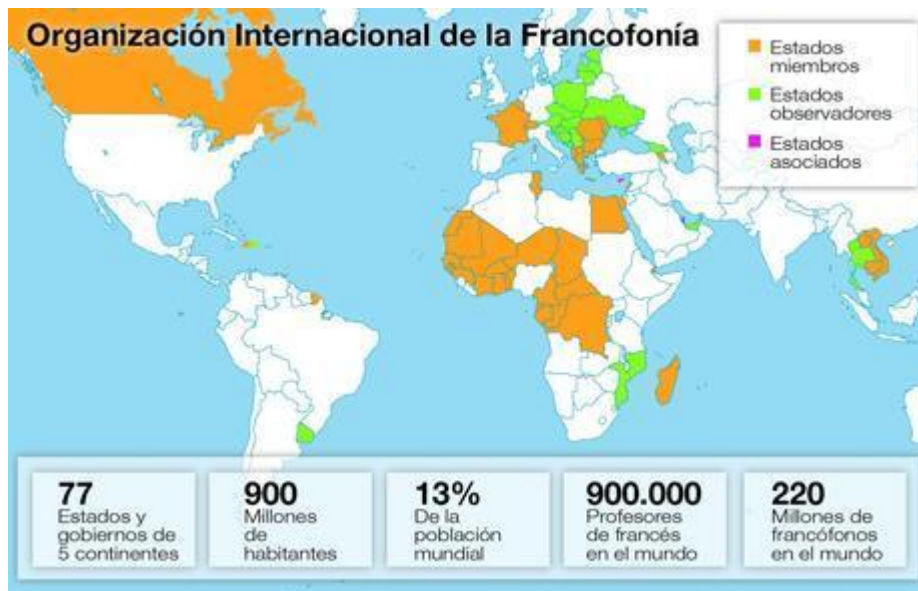 Organización Internacional de la Francofonía
Estados
miembros
Estados
observadores
Estados
asociados
77
Estados y
gobiernos de
5 continentes
900
Millones
de
habitantes
13%
De la
población
mundial
900.000
Profesores
de francés
en el mundo
220
Millones de
francófonos
en el mundo